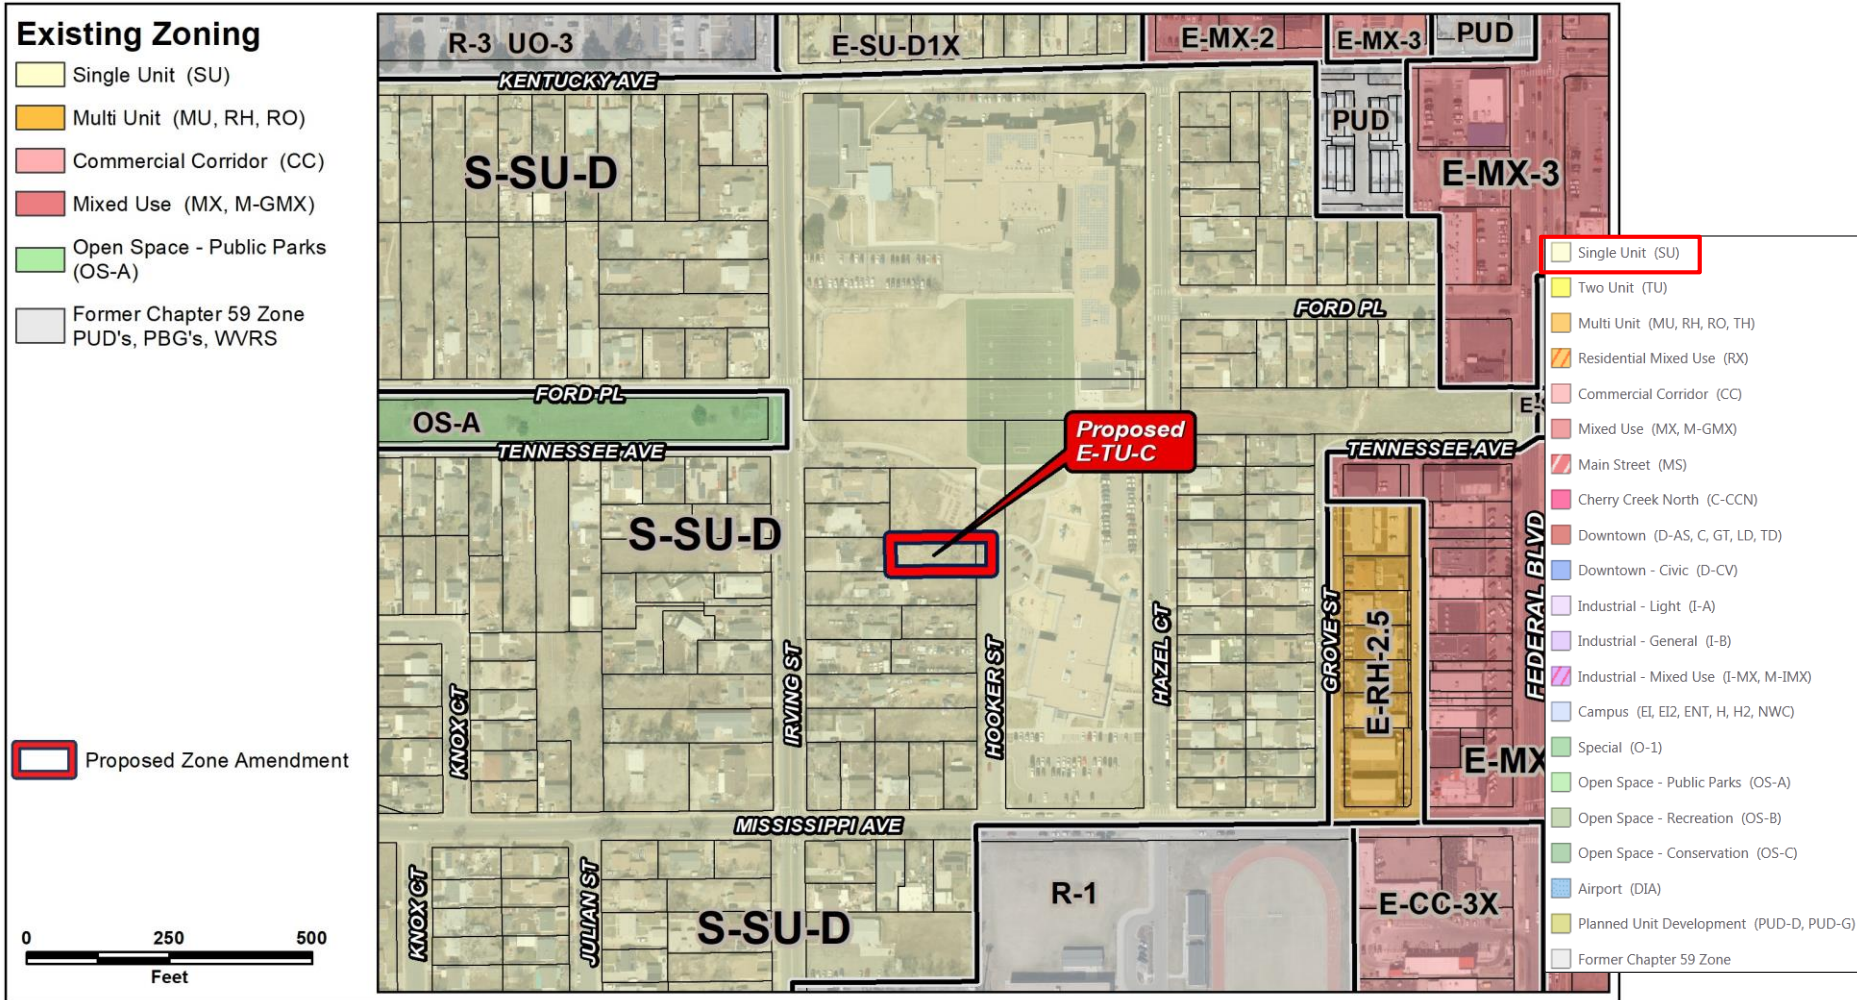 Existing Zoning
Single Unit (SU)
Multi Unit (MU, RH, RO)
Commercial Corridor (CC)
Mixed Use (MX, M-GMX)
Open Space - Public Parks
(OS-A)
Former Chapter 59 Zone
PUD's, PBG's, WVRS
Proposed Zone Amendment
0 250 500
Feet
R-3 UO-3
E-SU-D1X
E-MX-2
E-MX-3
PUD
KENTUCKY AVE
PUD
S-SU-D
E-MX-3
FORD PL
FORD PL
OS-A
TENNESSEE AVE
Proposed
E-TU-C
TENNESSEE AVE
S-SU-D
FEDERAL BLVD
GROVE ST
E-RH-2.5
HAZEL CT
HOOKER ST
IRVING ST
KNOX CT
E-MX
MISSISSIPPI AVE
KNOX CT
JULIAN ST
S-SU-D
R-1
E-CC-3X
Single Unit (SU)
Two Unit (TU)
Multi Unit (MU, RH, RO, TH)
Residential Mixed Use (RX)
Commercial Corridor (CC)
Mixed Use (MX, M-GMX)
Main Street (MS)
Cherry Creek North (C-CCN)
Downtown (D-AS, C, GT, LD, TD)
Downtown - Civic (D-CV)
Industrial - Light (I-A)
Industrial - General (I-B)
Industrial - Mixed Use (I-MX, M-IMX)
Campus (EI, EI2, ENT, H, H2, NWC)
Special (O-1)
Open Space - Public Parks (OS-A)
Open Space - Recreation (OS-B)
Open Space - Conservation (OS-C)
Airport (DIA)
Planned Unit Development (PUD-D, PUD-G)
Former Chapter 59 Zone